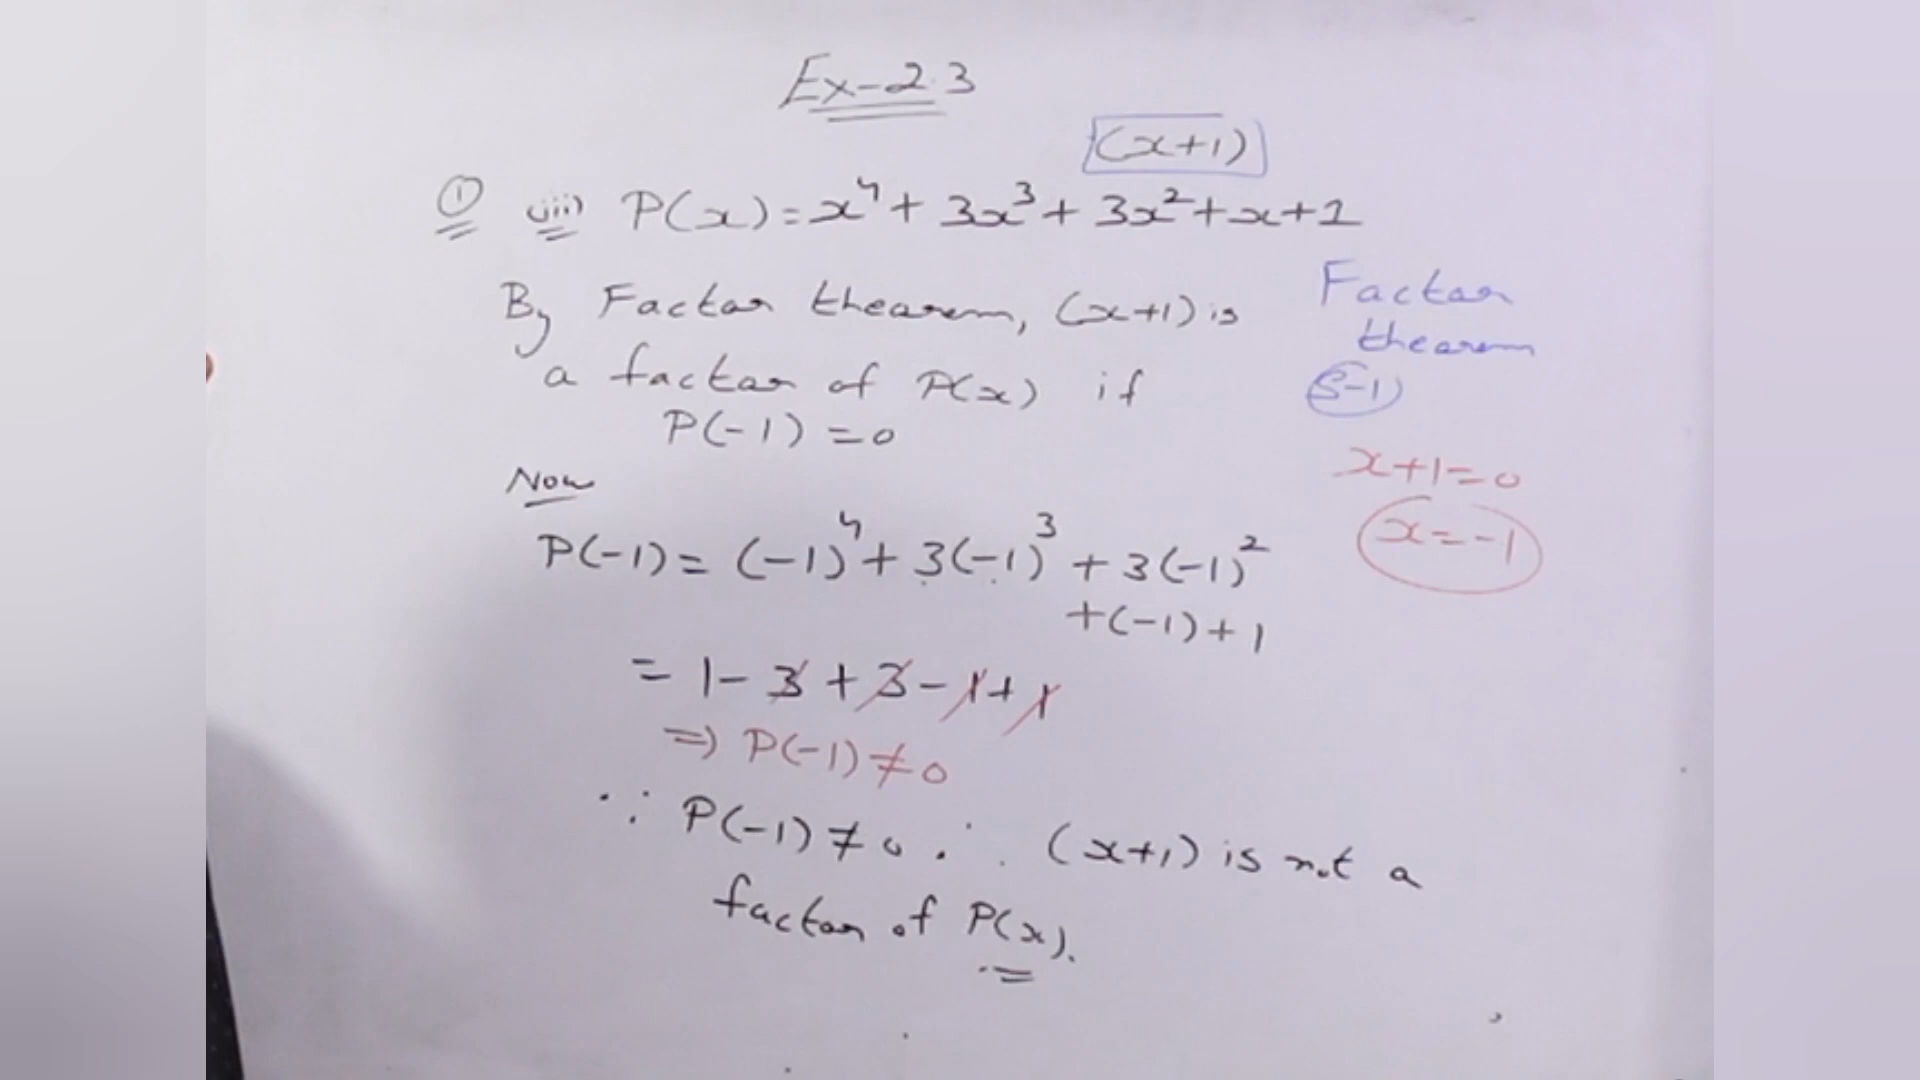 Ex-2.3
(x+1)
① iii) P(x) = x⁴ + 3x³ + 3x² + x + 1
By Factor theorem, (x+1) is
a factor of P(x) if
P(-1) = 0
Factor
theorem
S-1)
x+1=0
x=-1
Now
P(-1) = (-1)⁴ + 3(-1)³ + 3(-1)²
+(-1)+1
= 1 - 3 + 3 - 1 + 1
=) P(-1) ≠ 0
∵ P(-1) ≠ 0 ∴ (x+1) is not a
factor of P(x).